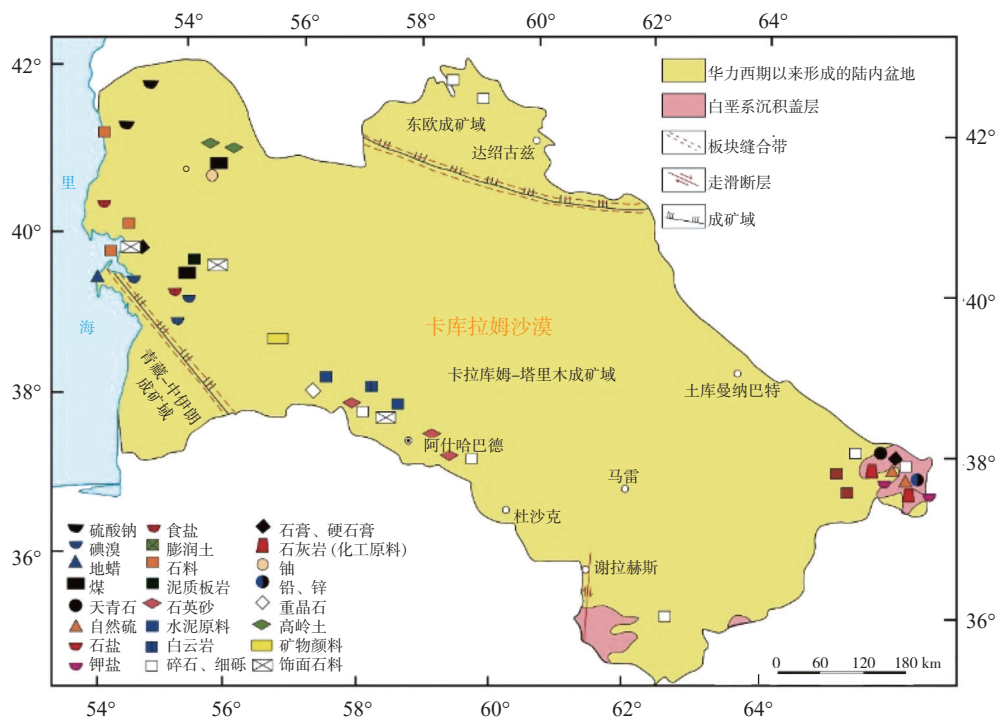 54° 56° 58° 60° 62° 64°
42°
40°
38°
36°
42°
40°
38°
36°
54° 56° 58° 60° 62° 64°
华力西期以来形成的陆内盆地
白垩系沉积盖层
板块缝合带
走滑断层
成矿域
东欧成矿域
达绍古兹
里
海
卡库拉姆沙漠
卡拉库姆-塔里木成矿域
青藏-中伊朗
成矿域
土库曼纳巴特
阿什哈巴德
马雷
杜沙克
谢拉赫斯
硫酸钠 食盐 石膏、硬石膏
碘溴 膨润土 石灰岩(化工原料)
地蜡 石料 铀
煤 泥质板岩 铅、锌
天青石 石英砂 重晶石
自然硫 水泥原料 高岭土
石盐 白云岩 矿物颜料
钾盐 碎石、细砾 饰面石料
0 60 120 180 km